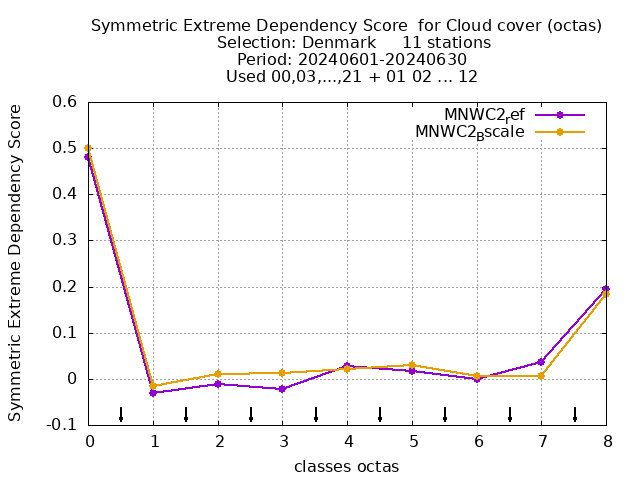 Symmetric Extreme Dependency Score for Cloud cover (octas)
Selection: Denmark 11 stations
Period: 20240601-20240630
Used 00,03,...,21 + 01 02 ... 12
Symmetric Extreme Dependency Score
MNWC2_ref
MNWC2_Bscale
0.6
0.5
0.4
0.3
0.2
0.1
0
-0.1
0 1 2 3 4 5 6 7 8
classes octas